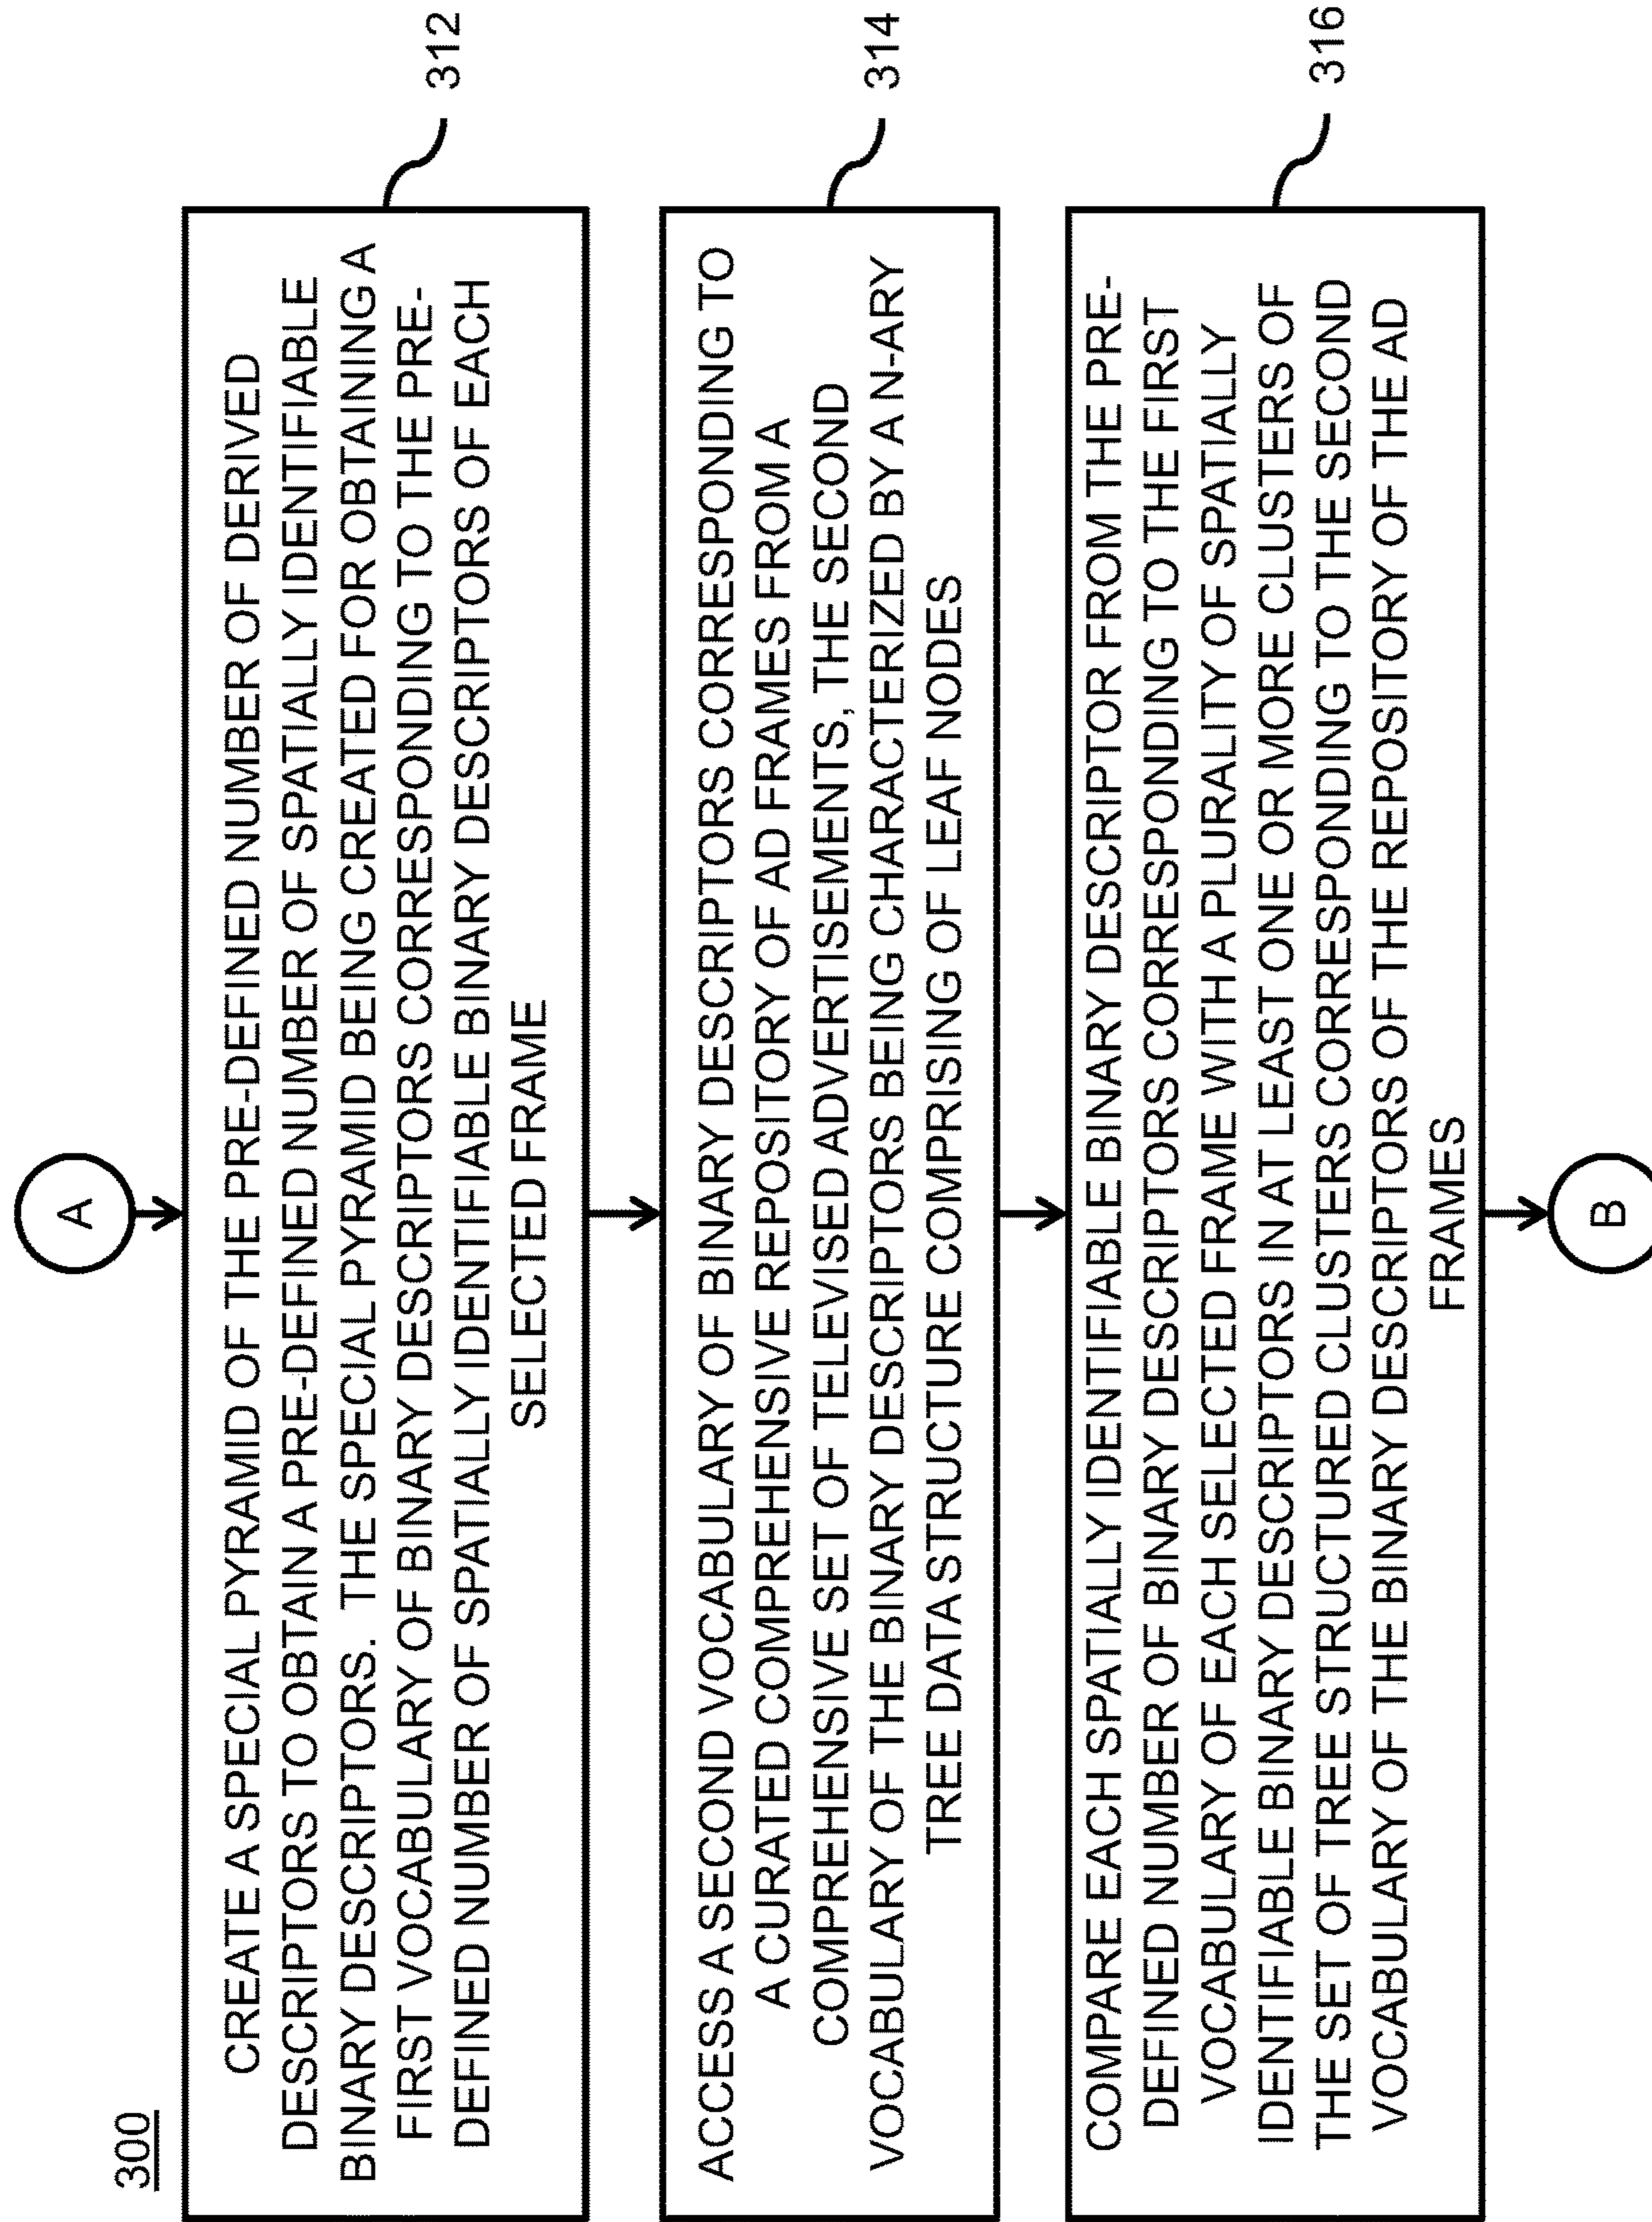 300
A
CREATE A SPECIAL PYRAMID OF THE PRE-DEFINED NUMBER OF DERIVED
DESCRIPTORS TO OBTAIN A PRE-DEFINED NUMBER OF SPATIALLY IDENTIFIABLE
BINARY DESCRIPTORS. THE SPECIAL PYRAMID BEING CREATED FOR OBTAINING A
FIRST VOCABULARY OF BINARY DESCRIPTORS CORRESPONDING TO THE PRE-
DEFINED NUMBER OF SPATIALLY IDENTIFIABLE BINARY DESCRIPTORS OF EACH
SELECTED FRAME
312
ACCESS A SECOND VOCABULARY OF BINARY DESCRIPTORS CORRESPONDING TO
A CURATED COMPREHENSIVE REPOSITORY OF AD FRAMES FROM A
COMPREHENSIVE SET OF TELEVISED ADVERTISEMENTS, THE SECOND
VOCABULARY OF THE BINARY DESCRIPTORS BEING CHARACTERIZED BY A N-ARY
TREE DATA STRUCTURE COMPRISING OF LEAF NODES
314
COMPARE EACH SPATIALLY IDENTIFIABLE BINARY DESCRIPTOR FROM THE PRE-
DEFINED NUMBER OF BINARY DESCRIPTORS CORRESPONDING TO THE FIRST
VOCABULARY OF EACH SELECTED FRAME WITH A PLURALITY OF SPATIALLY
IDENTIFIABLE BINARY DESCRIPTORS IN AT LEAST ONE OR MORE CLUSTERS OF
THE SET OF TREE STRUCTURED CLUSTERS CORRESPONDING TO THE SECOND
VOCABULARY OF THE BINARY DESCRIPTORS OF THE REPOSITORY OF THE AD
FRAMES
316
B